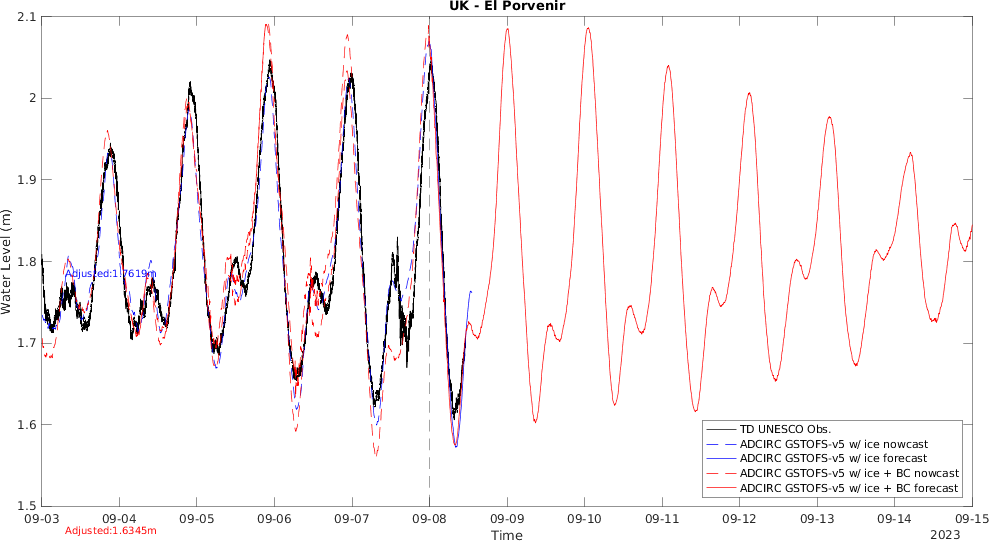 UK - El Porvenir
2.1
2
1.9
1.8
1.7
1.6
1.5
Water Level (m)
Adjusted:1.7619m
Adjusted:1.6345m
TD UNESCO Obs.
ADCIRC GSTOFS-v5 w/ ice nowcast
ADCIRC GSTOFS-v5 w/ ice forecast
ADCIRC GSTOFS-v5 w/ ice + BC nowcast
ADCIRC GSTOFS-v5 w/ ice + BC forecast
09-03 09-04 09-05 09-06 09-07 09-08 09-09 09-10 09-11 09-12 09-13 09-14 09-15
Time
2023